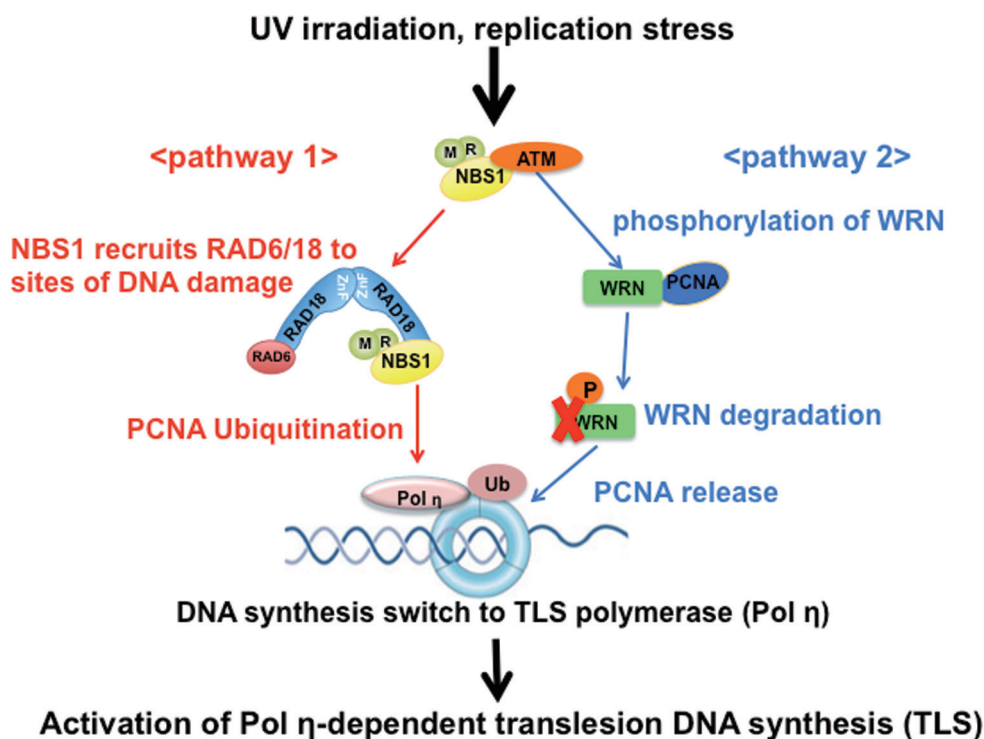 UV irradiation, replication stress
<pathway 1>
M R
NBS1
ATM
<pathway 2>
phosphorylation of WRN
NBS1 recruits RAD6/18 to
sites of DNA damage
ZnF
ZnF
RAD18
RAD18
RAD6
M R
NBS1
WRN
PCNA
P
WRN
WRN degradation
PCNA Ubiquitination
PCNA release
Pol η
Ub
DNA synthesis switch to TLS polymerase (Pol η)
Activation of Pol η-dependent translesion DNA synthesis (TLS)